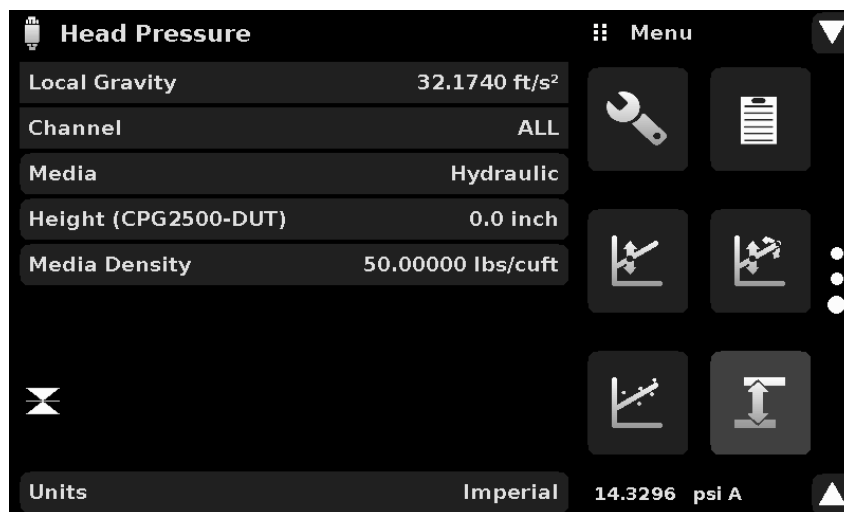 Head Pressure
Menu
Local Gravity 32.1740 ft/s²
Channel ALL
Media Hydraulic
Height (CPG2500-DUT) 0.0 inch
Media Density 50.00000 lbs/cuft
Units Imperial
14.3296 psi A